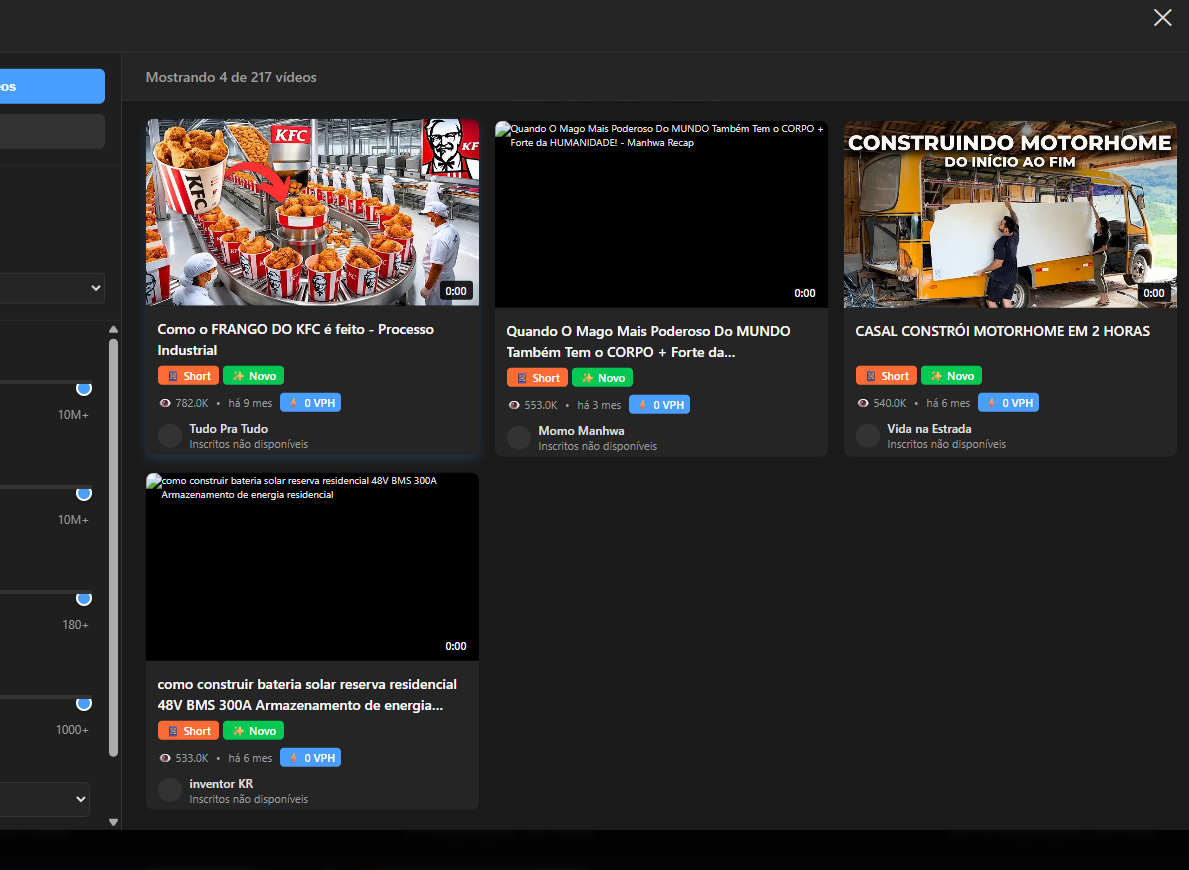 os
Mostrando 4 de 217 vídeos
10M+
10M+
180+
1000+
KFC
KFC
KF
0:00
Como o FRANGO DO KFC é feito - Processo
Industrial
Short
Novo
782.0K • há 9 mes
0 VPH
Tudo Pra Tudo
Inscritos não disponíveis
Quando O Mago Mais Poderoso Do MUNDO Também Tem o CORPO +
Forte da HUMANIDADE! - Manhwa Recap
0:00
Quando O Mago Mais Poderoso Do MUNDO
Também Tem o CORPO + Forte da...
Short
Novo
553.0K • há 3 mes
0 VPH
Momo Manhwa
Inscritos não disponíveis
CONSTRUINDO MOTORHOME
DO INÍCIO AO FIM
0:00
CASAL CONSTRÓI MOTORHOME EM 2 HORAS
Short
Novo
540.0K • há 6 mes
0 VPH
Vida na Estrada
Inscritos não disponíveis
como construir bateria solar reserva residencial 48V BMS 300A
Armazenamento de energia residencial
0:00
como construir bateria solar reserva residencial
48V BMS 300A Armazenamento de energia...
Short
Novo
533.0K • há 6 mes
0 VPH
inventor KR
Inscritos não disponíveis